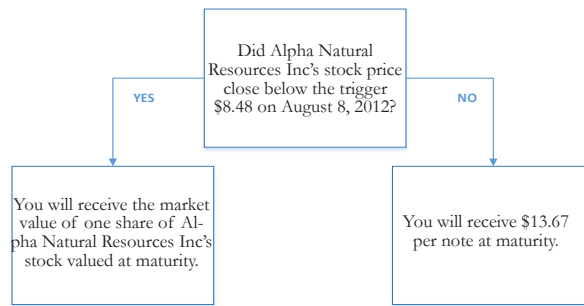 Did Alpha Natural
Resources Inc's stock price
close below the trigger
$8.48 on August 8, 2012?
YES
NO
You will receive the market
value of one share of Al-
pha Natural Resources Inc's
stock valued at maturity.
You will receive $13.67
per note at maturity.